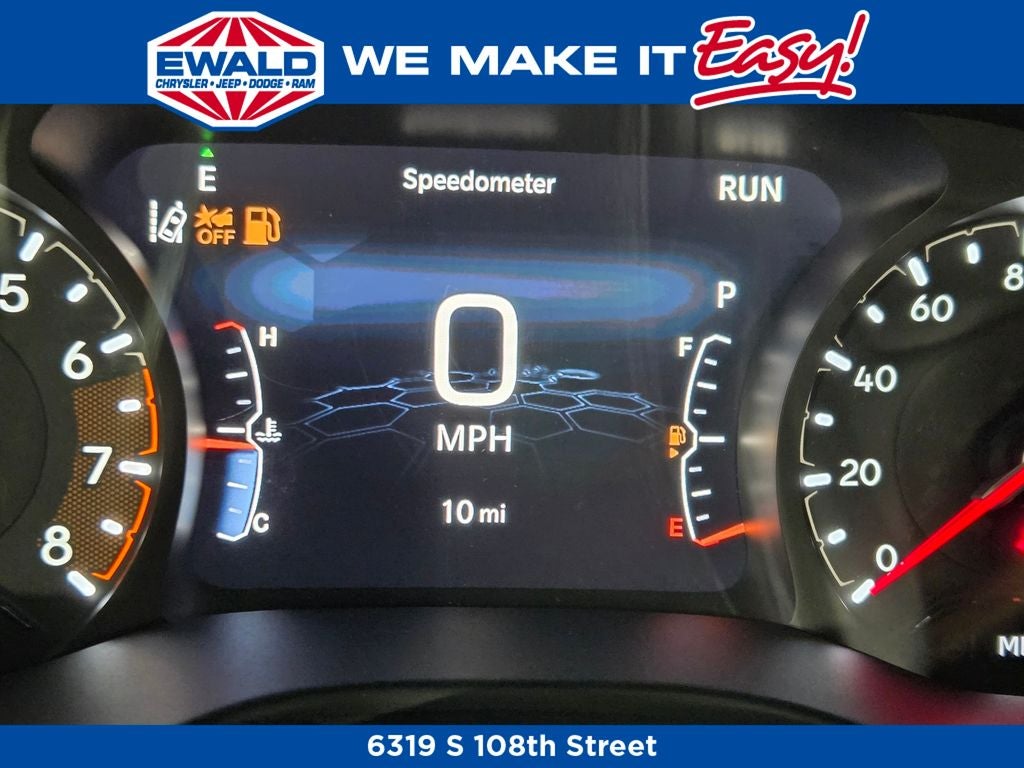 EWALD
CHRYSLER • JEEP • DODGE • RAM
WE MAKE IT Easy!
E
Speedometer
RUN
OFF
P
H
F
0
MPH
10 mi
C
E
5
6
7
8
80
60
40
20
0
6319 S 108th Street